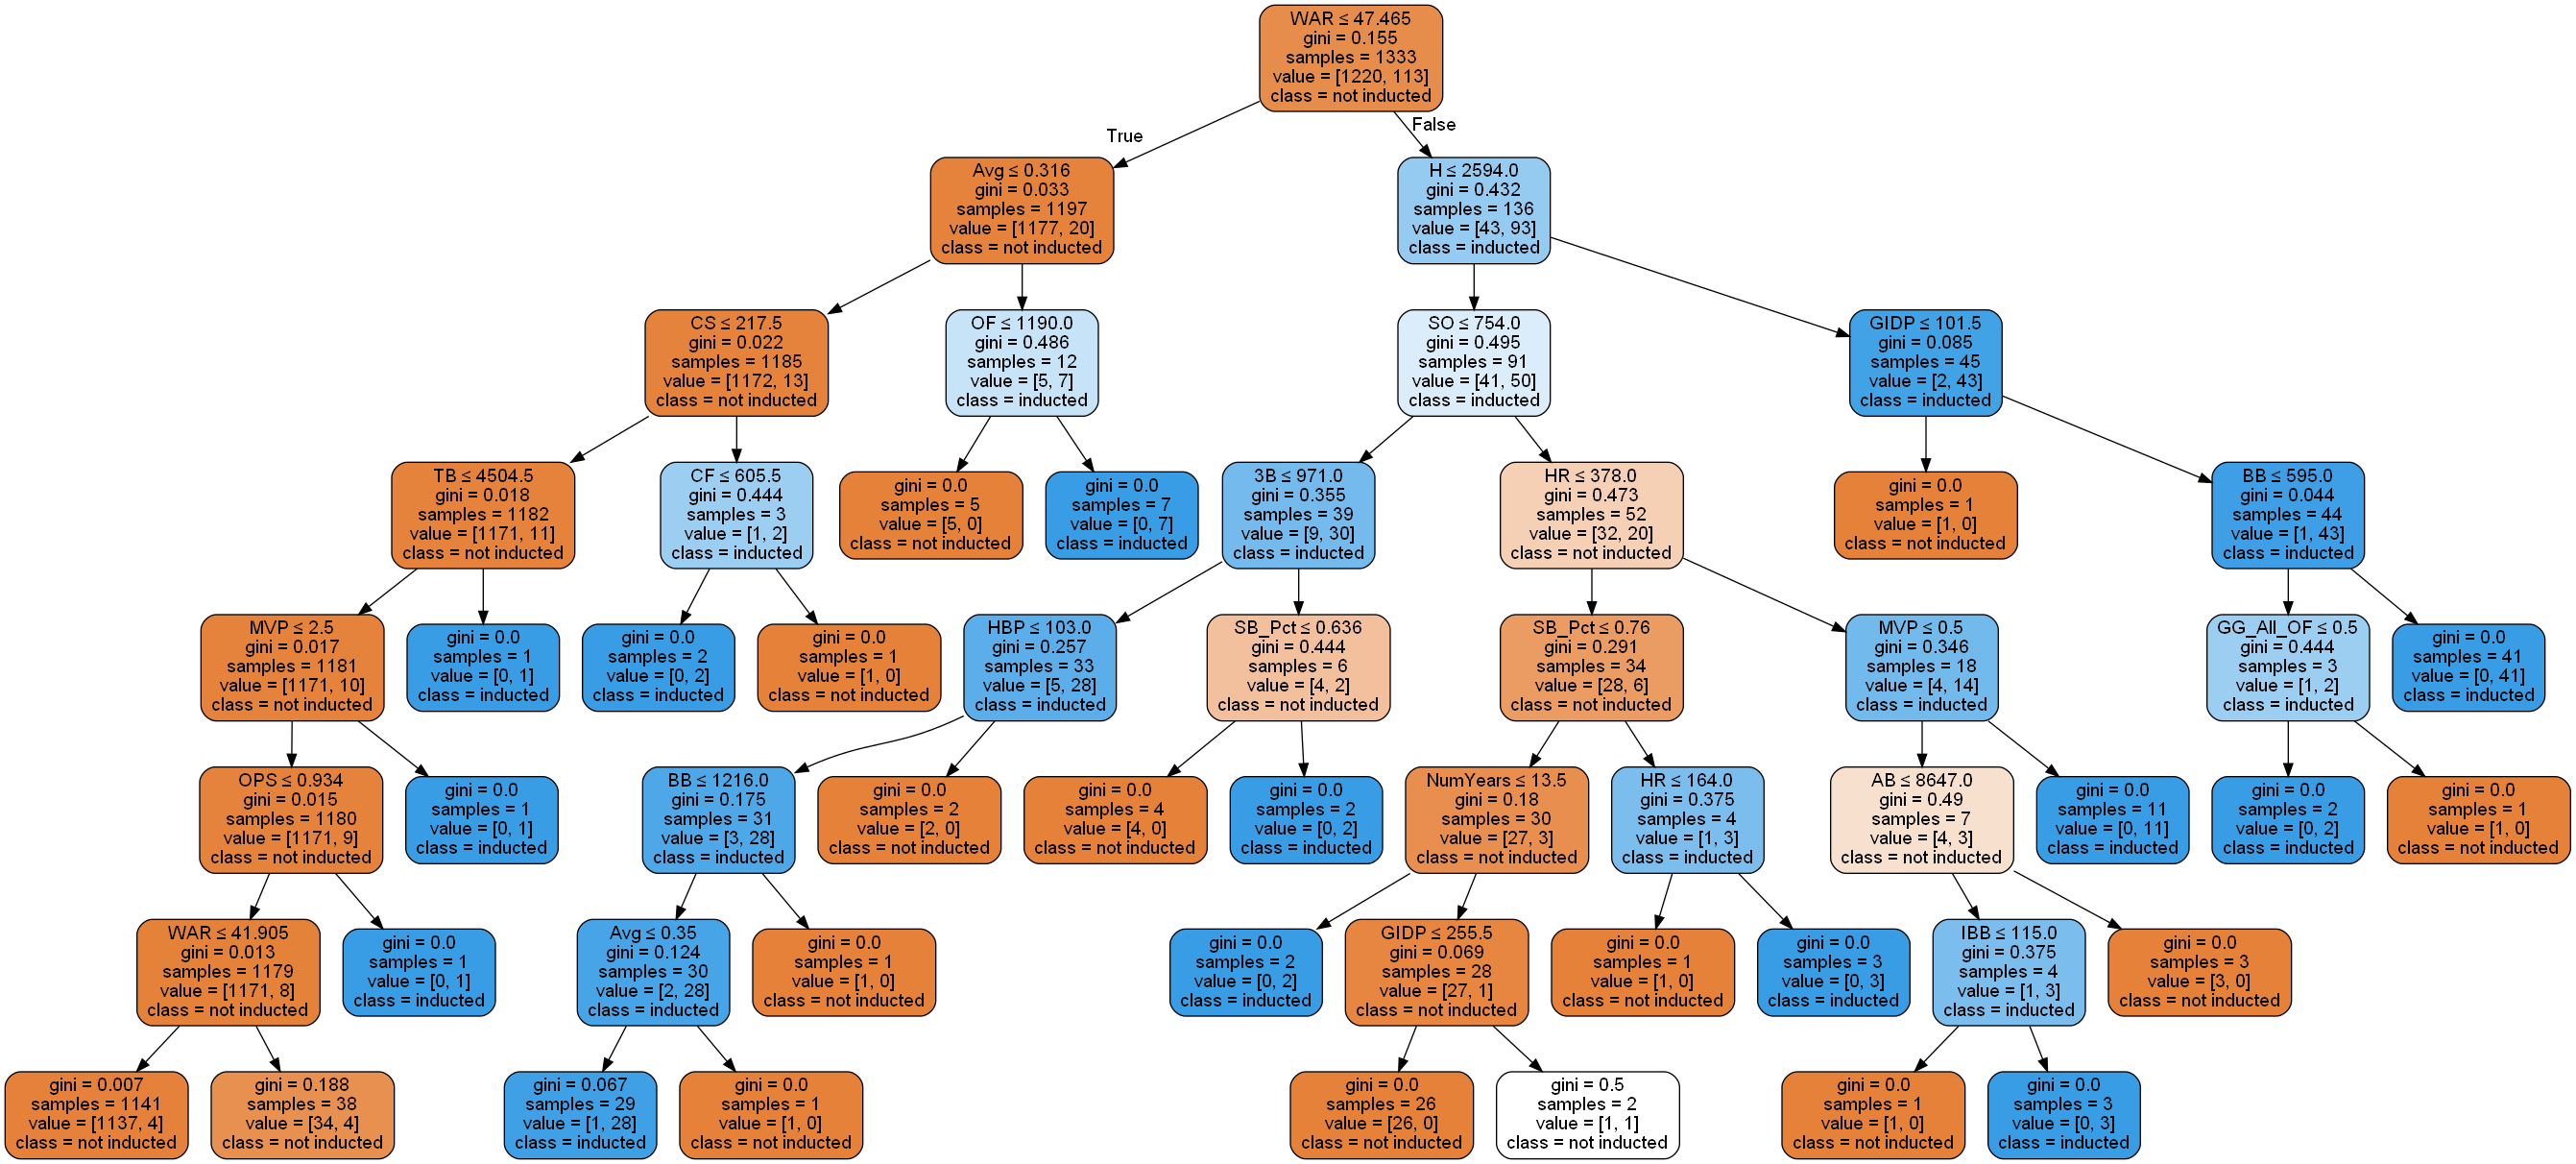 WAR ≤ 47.465
gini = 0.155
samples = 1333
value = [1220, 113]
class = not inducted
True
False
Avg ≤ 0.316
gini = 0.033
samples = 1197
value = [1177, 20]
class = not inducted
H ≤ 2594.0
gini = 0.432
samples = 136
value = [43, 93]
class = inducted
CS ≤ 217.5
gini = 0.022
samples = 1185
value = [1172, 13]
class = not inducted
OF ≤ 1190.0
gini = 0.486
samples = 12
value = [5, 7]
class = inducted
SO ≤ 754.0
gini = 0.495
samples = 91
value = [41, 50]
class = inducted
GIDP ≤ 101.5
gini = 0.085
samples = 45
value = [2, 43]
class = inducted
TB ≤ 4504.5
gini = 0.018
samples = 1182
value = [1171, 11]
class = not inducted
CF ≤ 605.5
gini = 0.444
samples = 3
value = [1, 2]
class = inducted
gini = 0.0
samples = 5
value = [5, 0]
class = not inducted
gini = 0.0
samples = 7
value = [0, 7]
class = inducted
3B ≤ 971.0
gini = 0.355
samples = 39
value = [9, 30]
class = inducted
HR ≤ 378.0
gini = 0.473
samples = 52
value = [32, 20]
class = not inducted
gini = 0.0
samples = 1
value = [1, 0]
class = not inducted
BB ≤ 595.0
gini = 0.044
samples = 44
value = [1, 43]
class = inducted
MVP ≤ 2.5
gini = 0.017
samples = 1181
value = [1171, 10]
class = not inducted
gini = 0.0
samples = 1
value = [0, 1]
class = inducted
gini = 0.0
samples = 2
value = [0, 2]
class = inducted
gini = 0.0
samples = 1
value = [1, 0]
class = not inducted
HBP ≤ 103.0
gini = 0.257
samples = 33
value = [5, 28]
class = inducted
SB_Pct ≤ 0.636
gini = 0.444
samples = 6
value = [4, 2]
class = not inducted
SB_Pct ≤ 0.76
gini = 0.291
samples = 34
value = [28, 6]
class = not inducted
MVP ≤ 0.5
gini = 0.346
samples = 18
value = [4, 14]
class = inducted
GG_All_OF ≤ 0.5
gini = 0.444
samples = 3
value = [1, 2]
class = inducted
gini = 0.0
samples = 41
value = [0, 41]
class = inducted
OPS ≤ 0.934
gini = 0.015
samples = 1180
value = [1171, 9]
class = not inducted
gini = 0.0
samples = 1
value = [0, 1]
class = inducted
BB ≤ 1216.0
gini = 0.175
samples = 31
value = [3, 28]
class = inducted
gini = 0.0
samples = 2
value = [2, 0]
class = not inducted
gini = 0.0
samples = 4
value = [4, 0]
class = not inducted
gini = 0.0
samples = 2
value = [0, 2]
class = inducted
NumYears ≤ 13.5
gini = 0.18
samples = 30
value = [27, 3]
class = not inducted
HR ≤ 164.0
gini = 0.375
samples = 4
value = [1, 3]
class = inducted
AB ≤ 8647.0
gini = 0.49
samples = 7
value = [4, 3]
class = not inducted
gini = 0.0
samples = 11
value = [0, 11]
class = inducted
gini = 0.0
samples = 2
value = [0, 2]
class = inducted
gini = 0.0
samples = 1
value = [1, 0]
class = not inducted
WAR ≤ 41.905
gini = 0.013
samples = 1179
value = [1171, 8]
class = not inducted
gini = 0.0
samples = 1
value = [0, 1]
class = inducted
Avg ≤ 0.35
gini = 0.124
samples = 30
value = [2, 28]
class = inducted
gini = 0.0
samples = 1
value = [1, 0]
class = not inducted
gini = 0.0
samples = 2
value = [0, 2]
class = inducted
GIDP ≤ 255.5
gini = 0.069
samples = 28
value = [27, 1]
class = not inducted
gini = 0.0
samples = 1
value = [1, 0]
class = not inducted
gini = 0.0
samples = 3
value = [0, 3]
class = inducted
IBB ≤ 115.0
gini = 0.375
samples = 4
value = [1, 3]
class = inducted
gini = 0.0
samples = 3
value = [3, 0]
class = not inducted
gini = 0.007
samples = 1141
value = [1137, 4]
class = not inducted
gini = 0.188
samples = 38
value = [34, 4]
class = not inducted
gini = 0.067
samples = 29
value = [1, 28]
class = inducted
gini = 0.0
samples = 1
value = [1, 0]
class = not inducted
gini = 0.0
samples = 26
value = [26, 0]
class = not inducted
gini = 0.5
samples = 2
value = [1, 1]
class = not inducted
gini = 0.0
samples = 1
value = [1, 0]
class = not inducted
gini = 0.0
samples = 3
value = [0, 3]
class = inducted